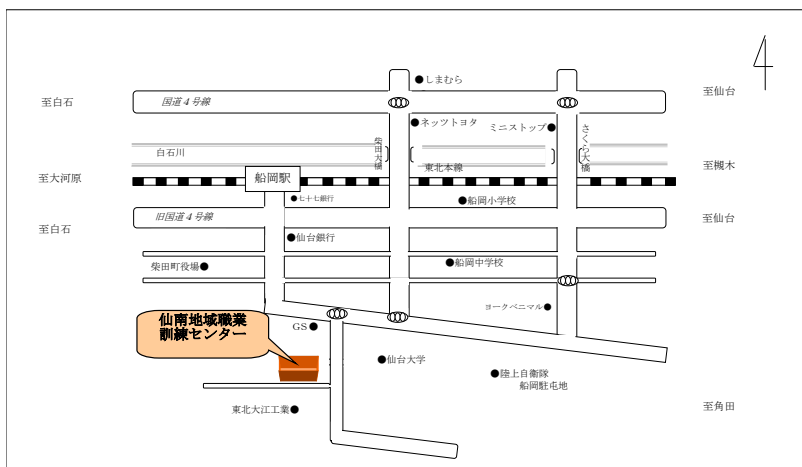 しまむら
至仙台
至白石
国道4号線
ネッツトヨタ
ミニストップ
柴田大橋
さくら大橋
白石川
東北本線
至槻木
至大河原
船岡駅
七十七銀行
船岡小学校
旧国道4号線
至仙台
至白石
仙台銀行
柴田町役場
船岡中学校
ヨークベニマル
仙南地域職業
訓練センター
GS
仙台大学
陸上自衛隊
船岡駐屯地
東北大江工業
至角田